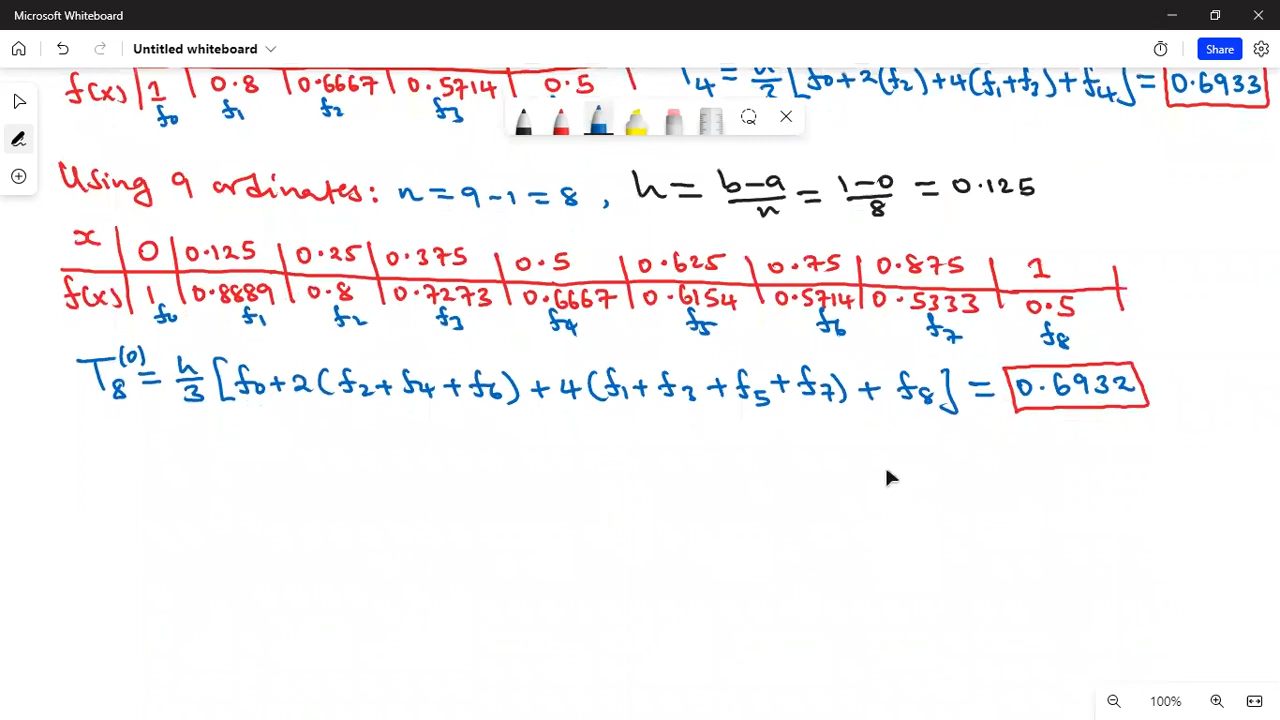 Microsoft Whiteboard
Untitled whiteboard
Share
f(x) 1 0.8 0.6667 0.5714 0.5
f0 f1 f2 f3
4 = h/3 [f0+2(f2)+4(f1+f3)+f4] = 0.6933
Using 9 ordinates: n = 9-1 = 8 , h = b-a/n = 1-0/8 = 0.125
x 0 0.125 0.25 0.375 0.5 0.625 0.75 0.875 1
f(x) 1 0.8889 0.8 0.7273 0.6667 0.6154 0.5714 0.5333 0.5
f0 f1 f2 f3 f4 f5 f6 f7 f8
T8(0) = h/3 [f0+2(f2+f4+f6)+4(f1+f3+f5+f7)+f8] = 0.6932
100%